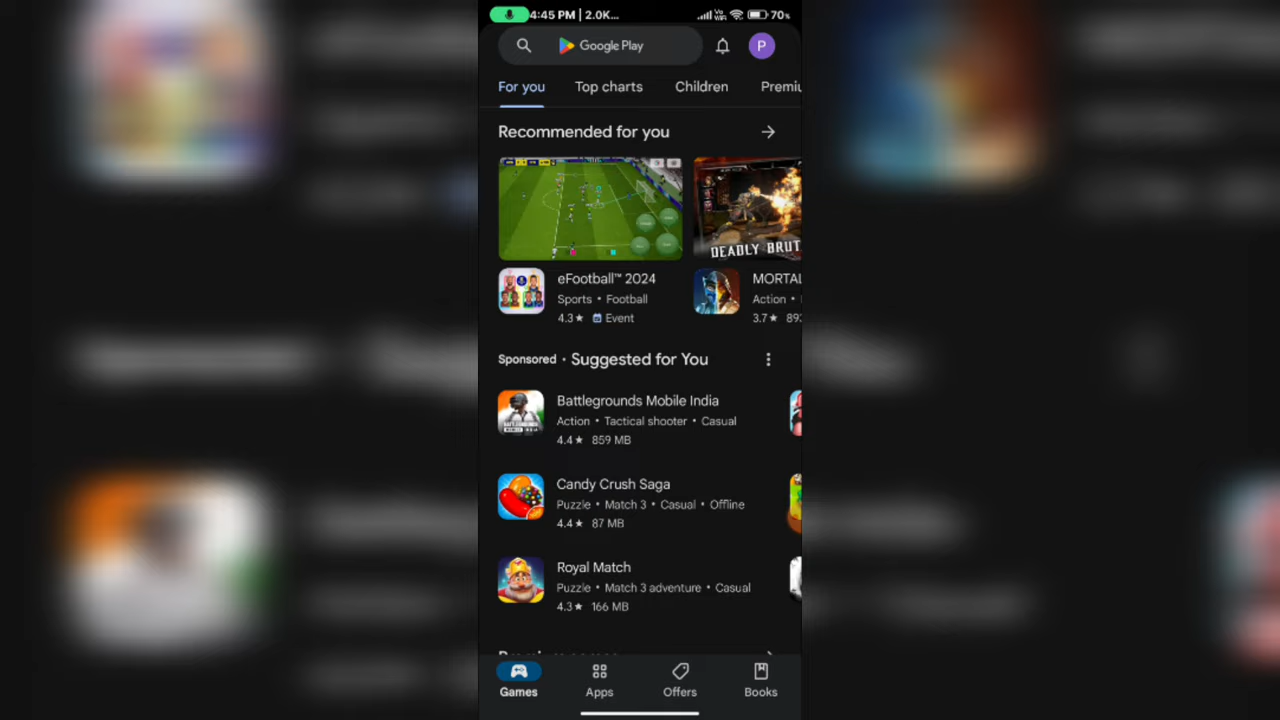 4:45 PM | 2.0K... Vo WiFi 70%
Google Play P
For you Top charts Children Premiu
Recommended for you
DEADLY BRUT
eFootball™ 2024
Sports • Football
4.3★ Event
MORTAL
Action •
3.7★ 893
Sponsored • Suggested for You
Battlegrounds Mobile India
Action • Tactical shooter • Casual
4.4★ 859 MB
Candy Crush Saga
Puzzle • Match 3 • Casual • Offline
4.4★ 87 MB
Royal Match
Puzzle • Match 3 adventure • Casual
4.3★ 166 MB
Games Apps Offers Books